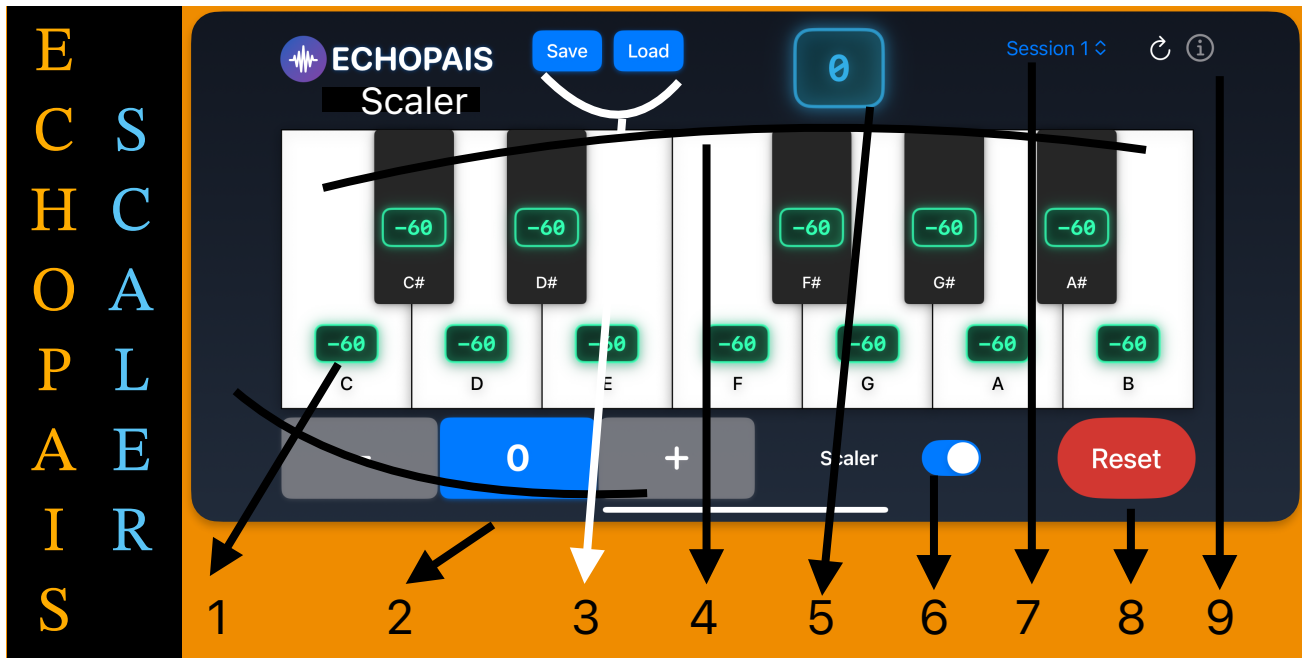 E
C
H
O
P
A
I
S
S
C
A
L
E
R
ECHOPAIS
Scaler
Save Load
0
Session 1
-60 -60 -60 -60 -60
C# D# F# G# A#
-60 -60 -60 -60 -60 -60 -60
C D E F G A B
- 0 +
Scaler
Reset
1 2 3 4 5 6 7 8 9